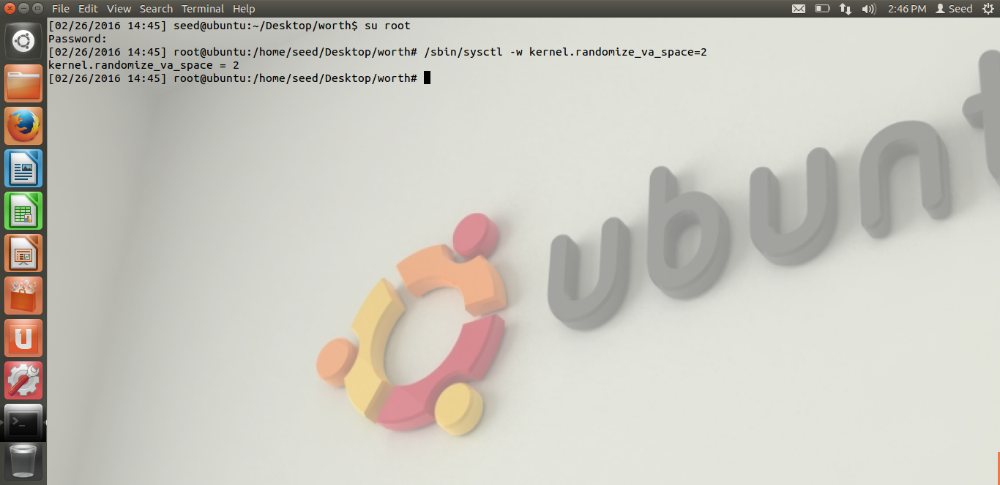 File Edit View Search Terminal Help 2:46 PM Seed
[02/26/2016 14:45] seed@ubuntu:~/Desktop/worth$ su root
Password:
[02/26/2016 14:45] root@ubuntu:/home/seed/Desktop/worth# /sbin/sysctl -w kernel.randomize_va_space=2
kernel.randomize_va_space = 2
[02/26/2016 14:45] root@ubuntu:/home/seed/Desktop/worth#
ubunt